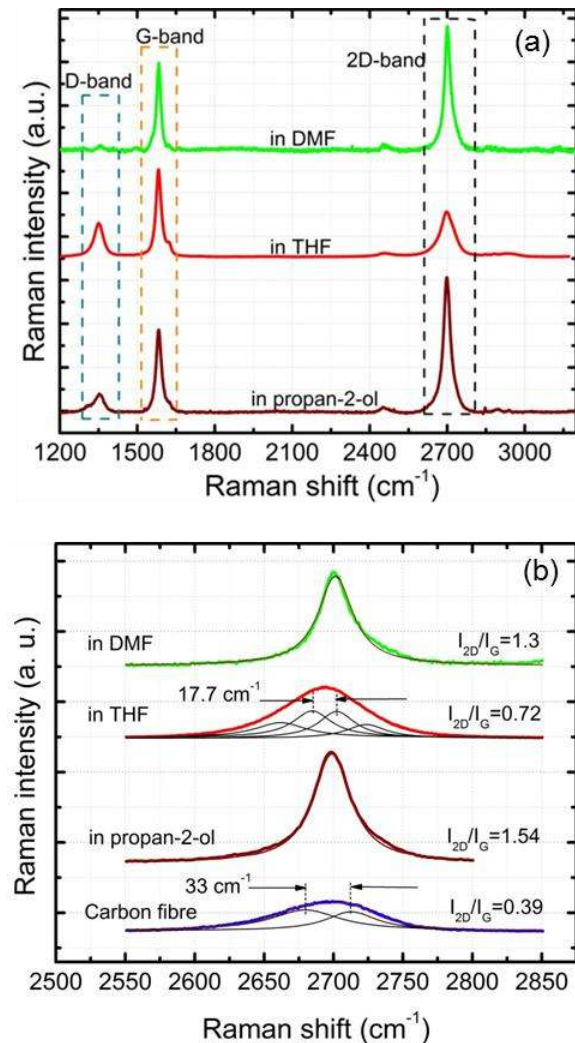 (a)
G-band
D-band
2D-band
in DMF
in THF
in propan-2-ol
Raman intensity (a.u.)
1200 1500 1800 2100 2400 2700 3000
Raman shift (cm-1)
(b)
in DMF
I2D/IG=1.3
17.7 cm-1
in THF
I2D/IG=0.72
in propan-2-ol
I2D/IG=1.54
33 cm-1
Carbon fibre
I2D/IG=0.39
Raman intensity (a. u.)
2500 2550 2600 2650 2700 2750 2800 2850
Raman shift (cm-1)